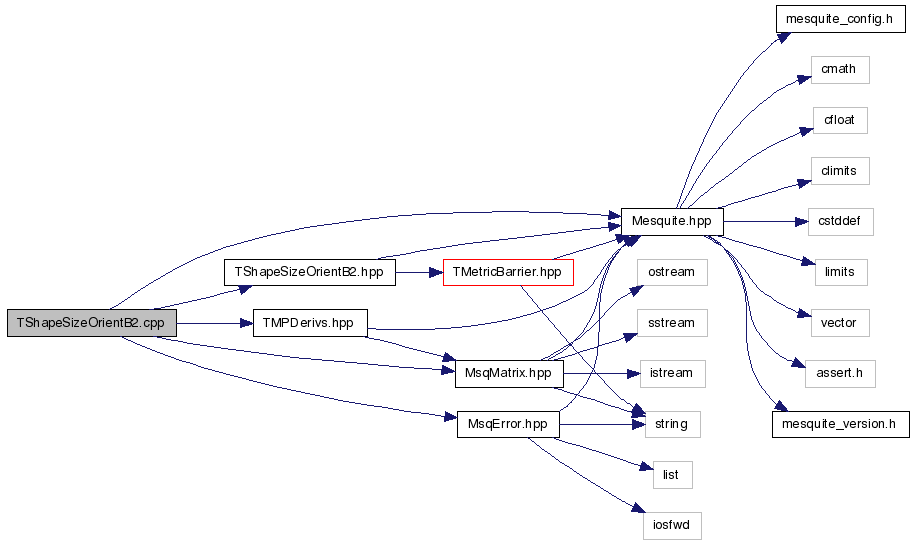 mesquite_config.h
cmath
cfloat
climits
Mesquite.hpp
cstddef
TShapeSizeOrientB2.hpp
TMetricBarrier.hpp
ostream
limits
TShapeSizeOrientB2.cpp
TMPDerivs.hpp
sstream
vector
MsqMatrix.hpp
istream
assert.h
MsqError.hpp
string
mesquite_version.h
list
iosfwd